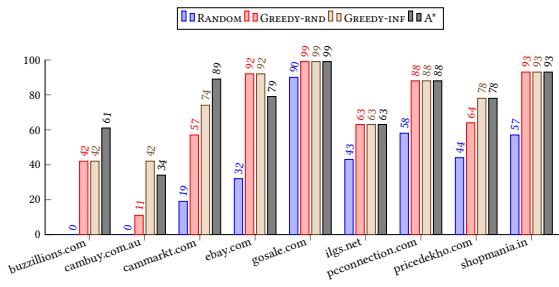 Random Greedy-rnd Greedy-inf A*
100
80
60
40
20
0
0 42 42 61
0 11 42 34
19 57 74 89
32 92 92 79
90 99 99 99
43 63 63 63
58 88 88 88
44 64 78 78
57 93 93 93
buzzillions.com
cambuy.com.au
cammarkt.com
ebay.com
gosale.com
ilgs.net
pcconnection.com
pricedekho.com
shopmania.in